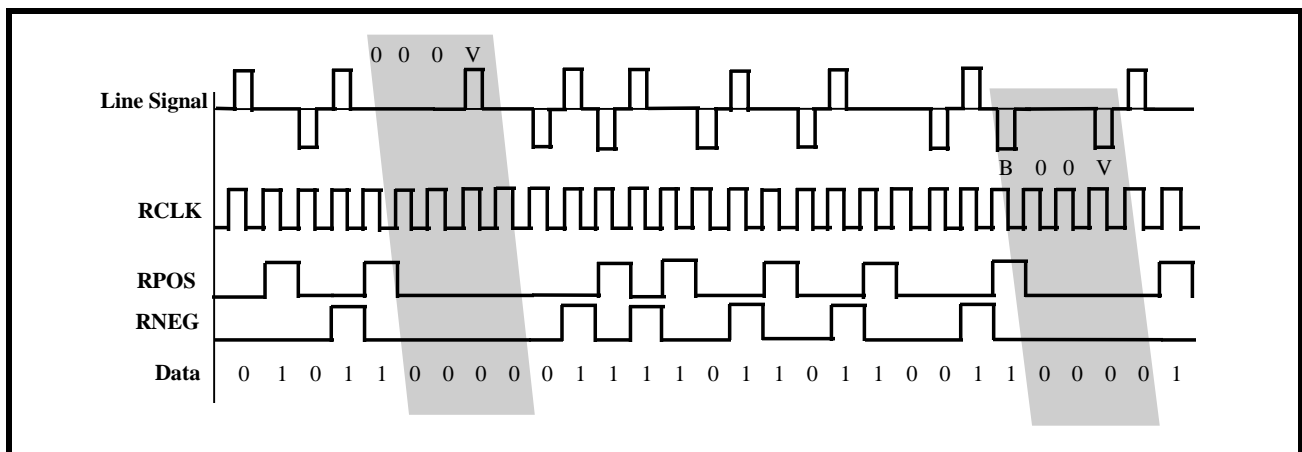 0 0 0 V
Line Signal
B 0 0 V
RCLK
RPOS
RNEG
Data 0 1 0 1 1 0 0 0 0 0 1 1 1 1 0 1 1 0 1 1 0 0 1 1 0 0 0 0 1